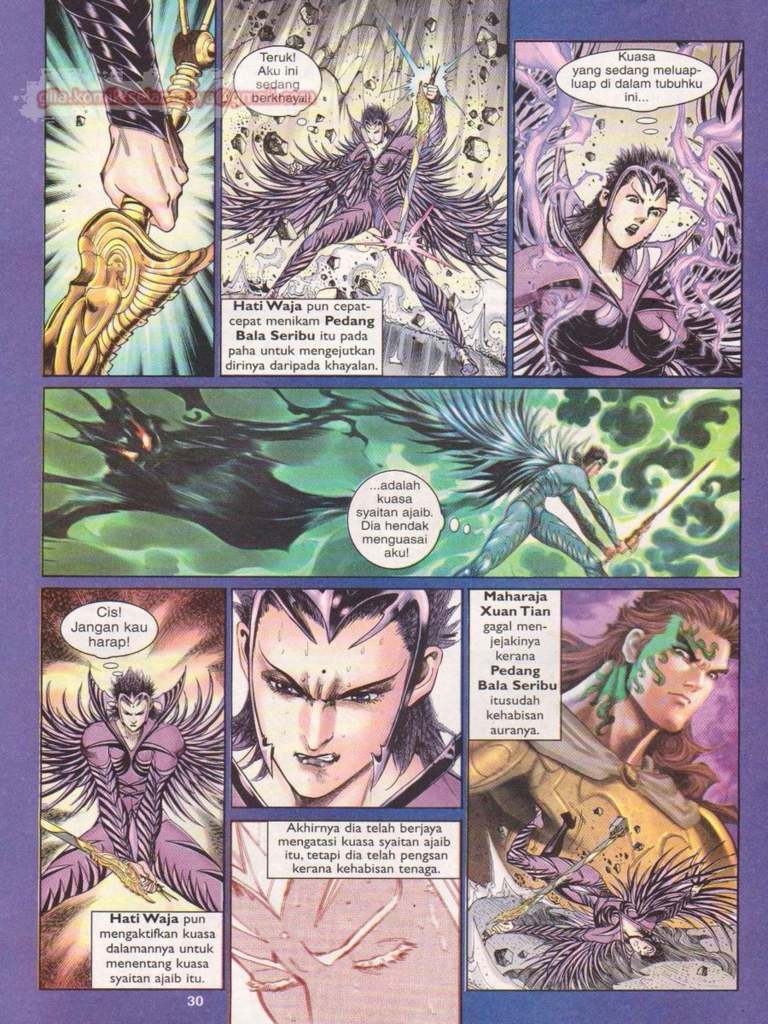 Teruk!
Aku ini
sedang
berkhayal!
Hati Waja pun cepat-
cepat menikam Pedang
Bala Seribu itu pada
paha untuk mengejutkan
dirinya daripada khayalan.
Kuasa
yang sedang meluap-
luap di dalam tubuhku
ini...
...adalah
kuasa
syaitan ajaib.
Dia hendak
menguasai
aku!
Cis!
Jangan kau
harap!
Hati Waja pun
mengaktifkan kuasa
dalamannya untuk
menentang kuasa
syaitan ajaib itu.
Akhirnya dia telah berjaya
mengatasi kuasa syaitan ajaib
itu, tetapi dia telah pengsan
kerana kehabisan tenaga.
Maharaja
Xuan Tian
gagal men-
jejakinya
kerana
Pedang
Bala Seribu
itusudah
kehabisan
auranya.
30